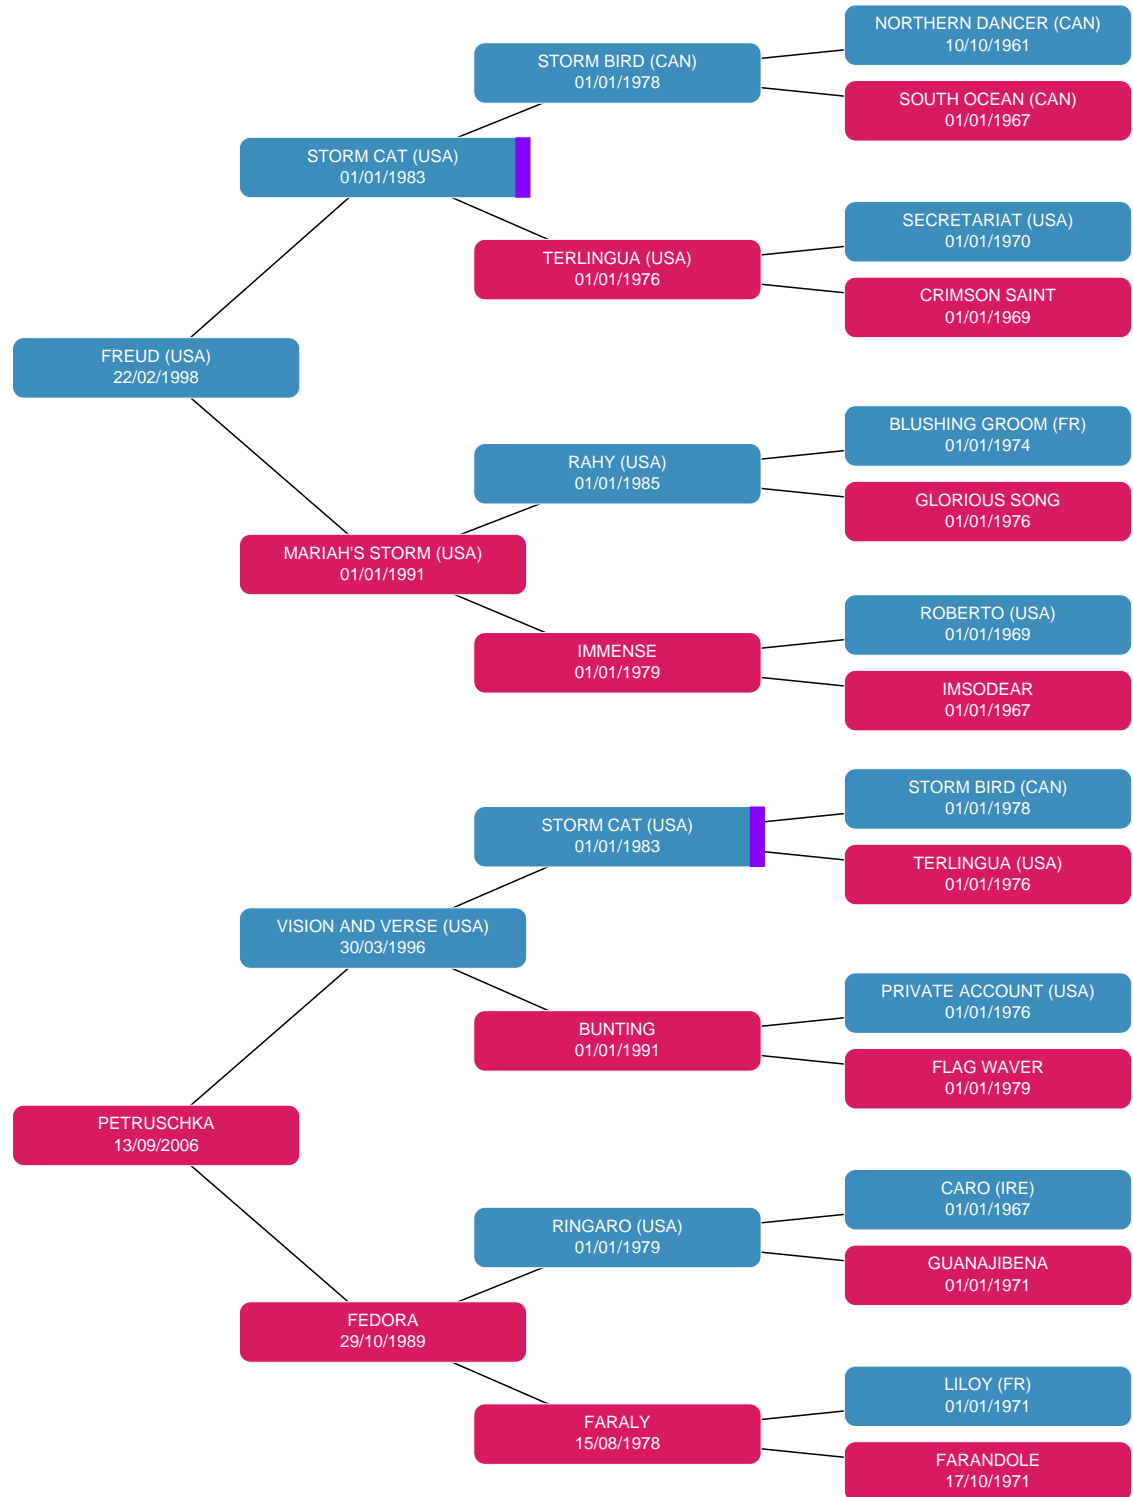 NORTHERN DANCER (CAN)
10/10/1961
STORM BIRD (CAN)
01/01/1978
SOUTH OCEAN (CAN)
01/01/1967
STORM CAT (USA)
01/01/1983
SECRETARIAT (USA)
01/01/1970
TERLINGUA (USA)
01/01/1976
CRIMSON SAINT
01/01/1969
FREUD (USA)
22/02/1998
BLUSHING GROOM (FR)
01/01/1974
RAHY (USA)
01/01/1985
GLORIOUS SONG
01/01/1976
MARIAH'S STORM (USA)
01/01/1991
ROBERTO (USA)
01/01/1969
IMMENSE
01/01/1979
IMSODEAR
01/01/1967
STORM BIRD (CAN)
01/01/1978
STORM CAT (USA)
01/01/1983
TERLINGUA (USA)
01/01/1976
VISION AND VERSE (USA)
30/03/1996
PRIVATE ACCOUNT (USA)
01/01/1976
BUNTING
01/01/1991
FLAG WAVER
01/01/1979
PETRUSCHKA
13/09/2006
CARO (IRE)
01/01/1967
RINGARO (USA)
01/01/1979
GUANAJIBENA
01/01/1971
FEDORA
29/10/1989
LILOY (FR)
01/01/1971
FARALY
15/08/1978
FARANDOLE
17/10/1971